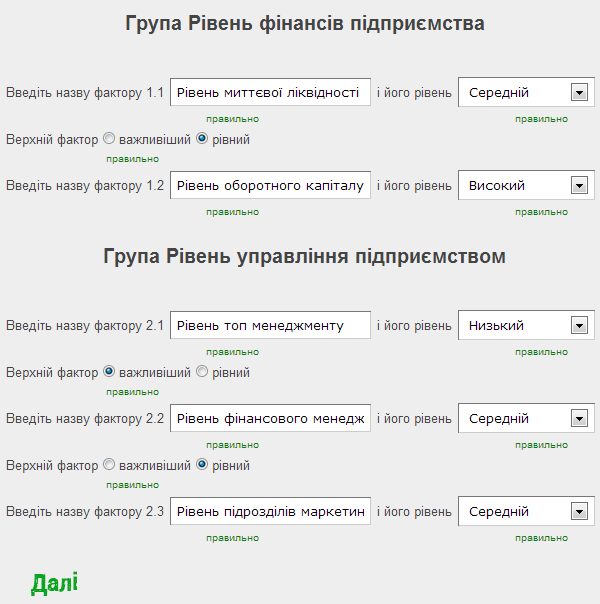 Група Рівень фінансів підприємства
Введіть назву фактору 1.1 Рівень миттєвої ліквідності і його рівень Середній
правильно правильно
Верхній фактор важливіший рівний
правильно
Введіть назву фактору 1.2 Рівень оборотного капіталу і його рівень Високий
правильно правильно
Група Рівень управління підприємством
Введіть назву фактору 2.1 Рівень топ менеджменту і його рівень Низький
правильно правильно
Верхній фактор важливіший рівний
правильно
Введіть назву фактору 2.2 Рівень фінансового менедж і його рівень Середній
правильно правильно
Верхній фактор важливіший рівний
правильно
Введіть назву фактору 2.3 Рівень підрозділів маркетин і його рівень Середній
правильно правильно
Далі